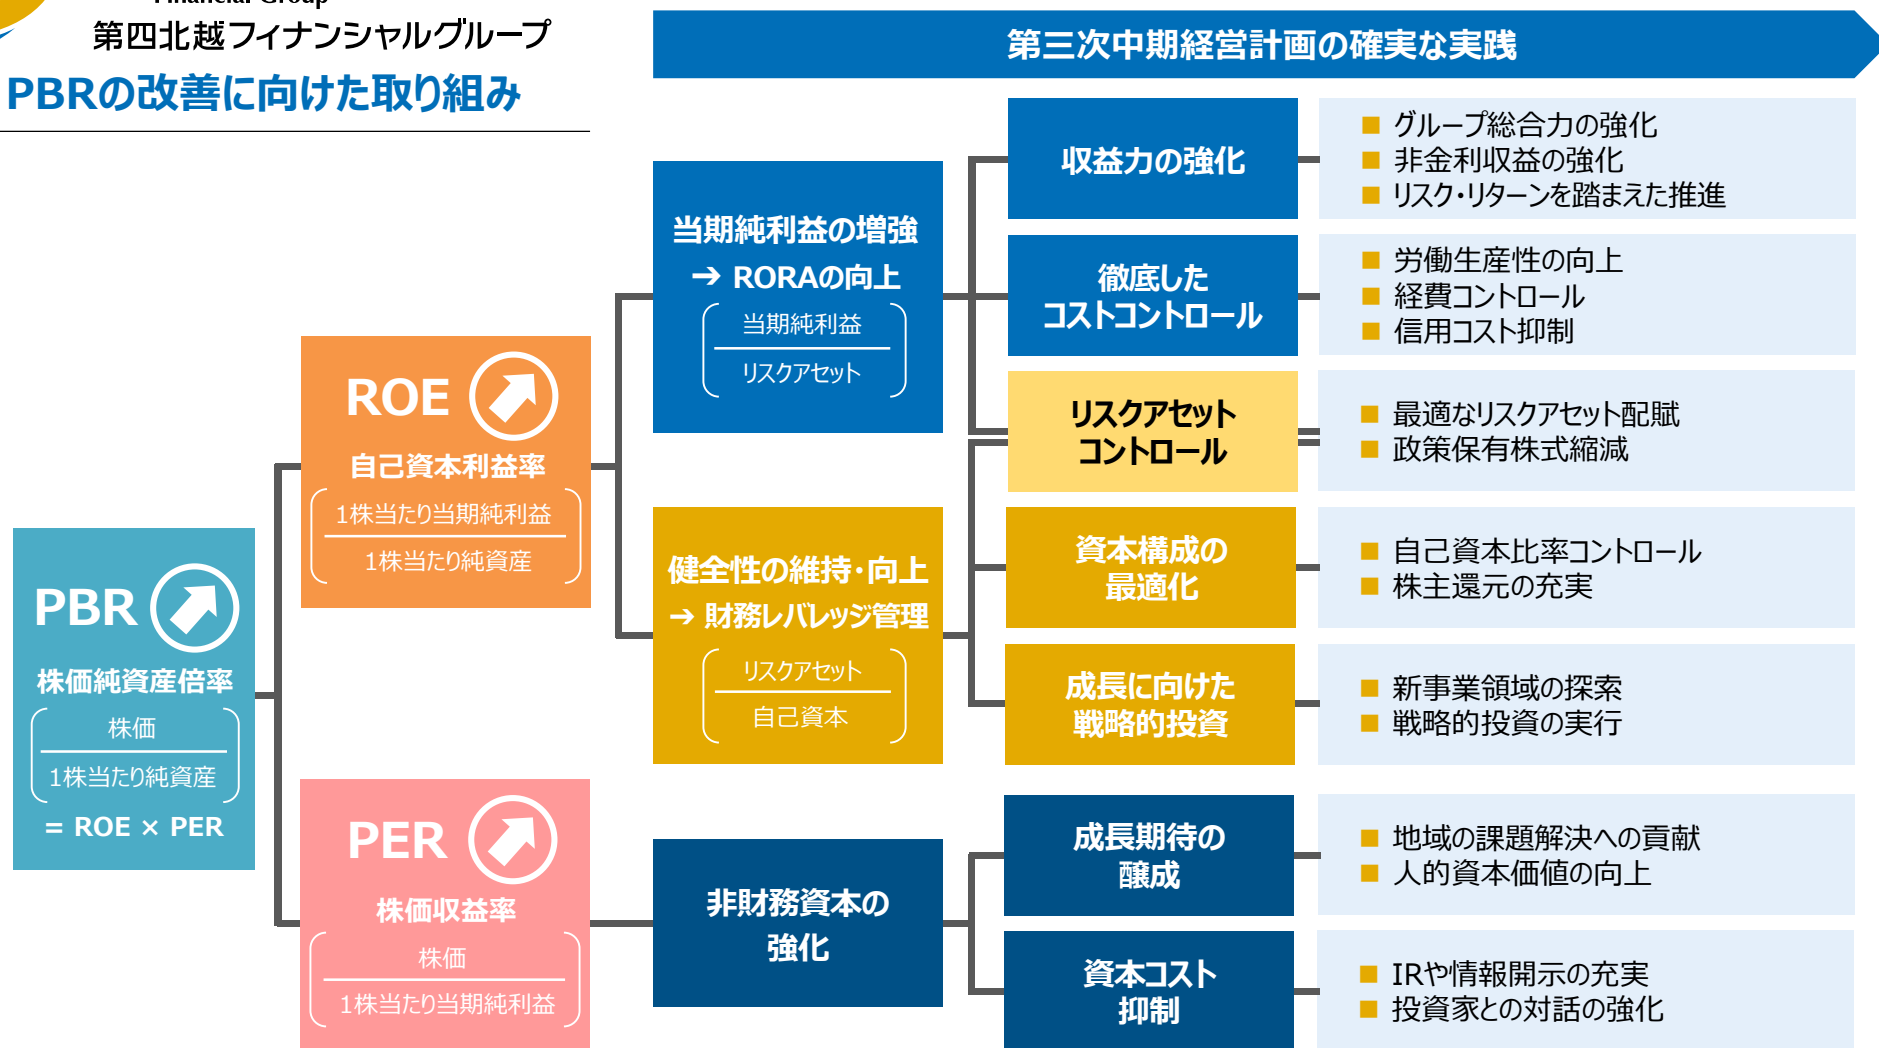 Financial Group
第四北越フィナンシャルグループ
PBRの改善に向けた取り組み
第三次中期経営計画の確実な実践
PBR
株価純資産倍率
株価
1株当たり純資産
= ROE × PER
ROE
自己資本利益率
1株当たり当期純利益
1株当たり純資産
PER
株価収益率
株価
1株当たり当期純利益
当期純利益の増強
➔ RORAの向上
当期純利益
リスクアセット
健全性の維持・向上
➔ 財務レバレッジ管理
リスクアセット
自己資本
非財務資本の
強化
収益力の強化
■ グループ総合力の強化
■ 非金利収益の強化
■ リスク・リターンを踏まえた推進
徹底した
コストコントロール
■ 労働生産性の向上
■ 経費コントロール
■ 信用コスト抑制
リスクアセット
コントロール
■ 最適なリスクアセット配賦
■ 政策保有株式縮減
資本構成の
最適化
■ 自己資本比率コントロール
■ 株主還元の充実
成長に向けた
戦略的投資
■ 新事業領域の探索
■ 戦略的投資の実行
成長期待の
醸成
■ 地域の課題解決への貢献
■ 人的資本価値の向上
資本コスト
抑制
■ IRや情報開示の充実
■ 投資家との対話の強化